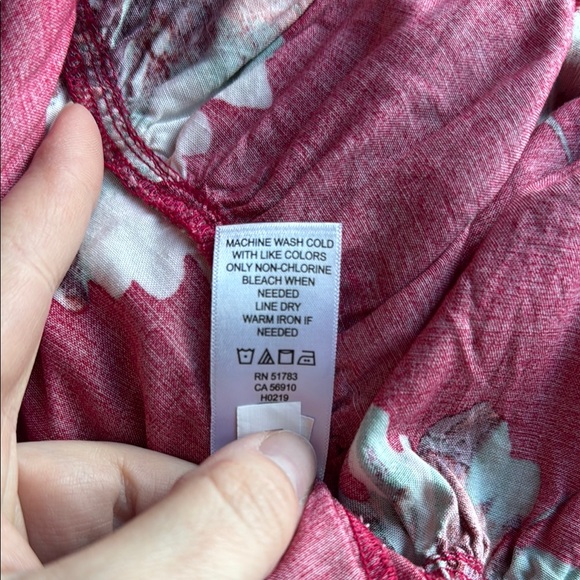 MACHINE WASH COLD
WITH LIKE COLORS
ONLY NON-CHLORINE
BLEACH WHEN
NEEDED
LINE DRY
WARM IRON IF
NEEDED
RN 51783
CA 56910
H0219